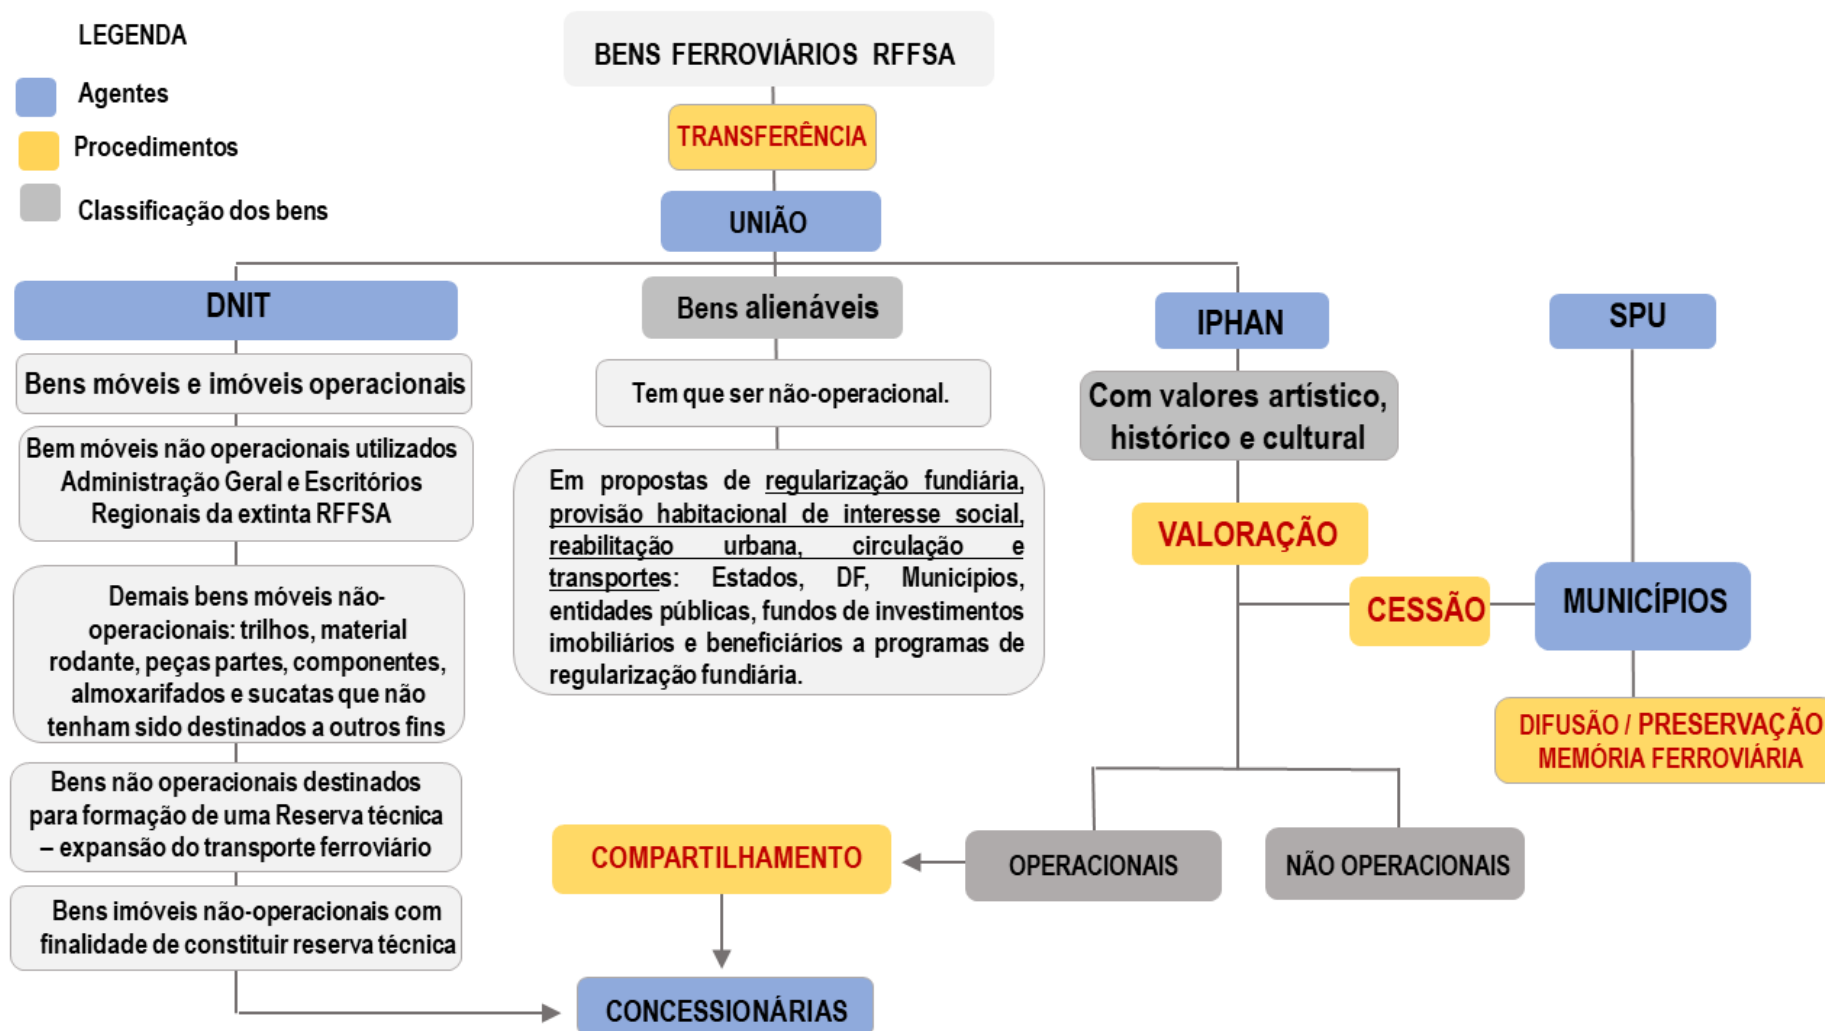 LEGENDA
Agentes
Procedimentos
Classificação dos bens
BENS FERROVIÁRIOS RFFSA
TRANSFERÊNCIA
UNIÃO
DNIT
Bens móveis e imóveis operacionais
Bem móveis não operacionais utilizados
Administração Geral e Escritórios
Regionais da extinta RFFSA
Demais bens móveis não-
operacionais: trilhos, material
rodante, peças partes, componentes,
almoxarifados e sucatas que não
tenham sido destinados a outros fins
Bens não operacionais destinados
para formação de uma Reserva técnica
– expansão do transporte ferroviário
Bens imóveis não-operacionais com
finalidade de constituir reserva técnica
Bens alienáveis
Tem que ser não-operacional.
Em propostas de regularização fundiária,
provisão habitacional de interesse social,
reabilitação urbana, circulação e
transportes: Estados, DF, Municípios,
entidades públicas, fundos de investimentos
imobiliários e beneficiários a programas de
regularização fundiária.
IPHAN
Com valores artístico,
histórico e cultural
VALORAÇÃO
CESSÃO
SPU
MUNICÍPIOS
DIFUSÃO / PRESERVAÇÃO
MEMÓRIA FERROVIÁRIA
COMPARTILHAMENTO
OPERACIONAIS
NÃO OPERACIONAIS
CONCESSIONÁRIAS